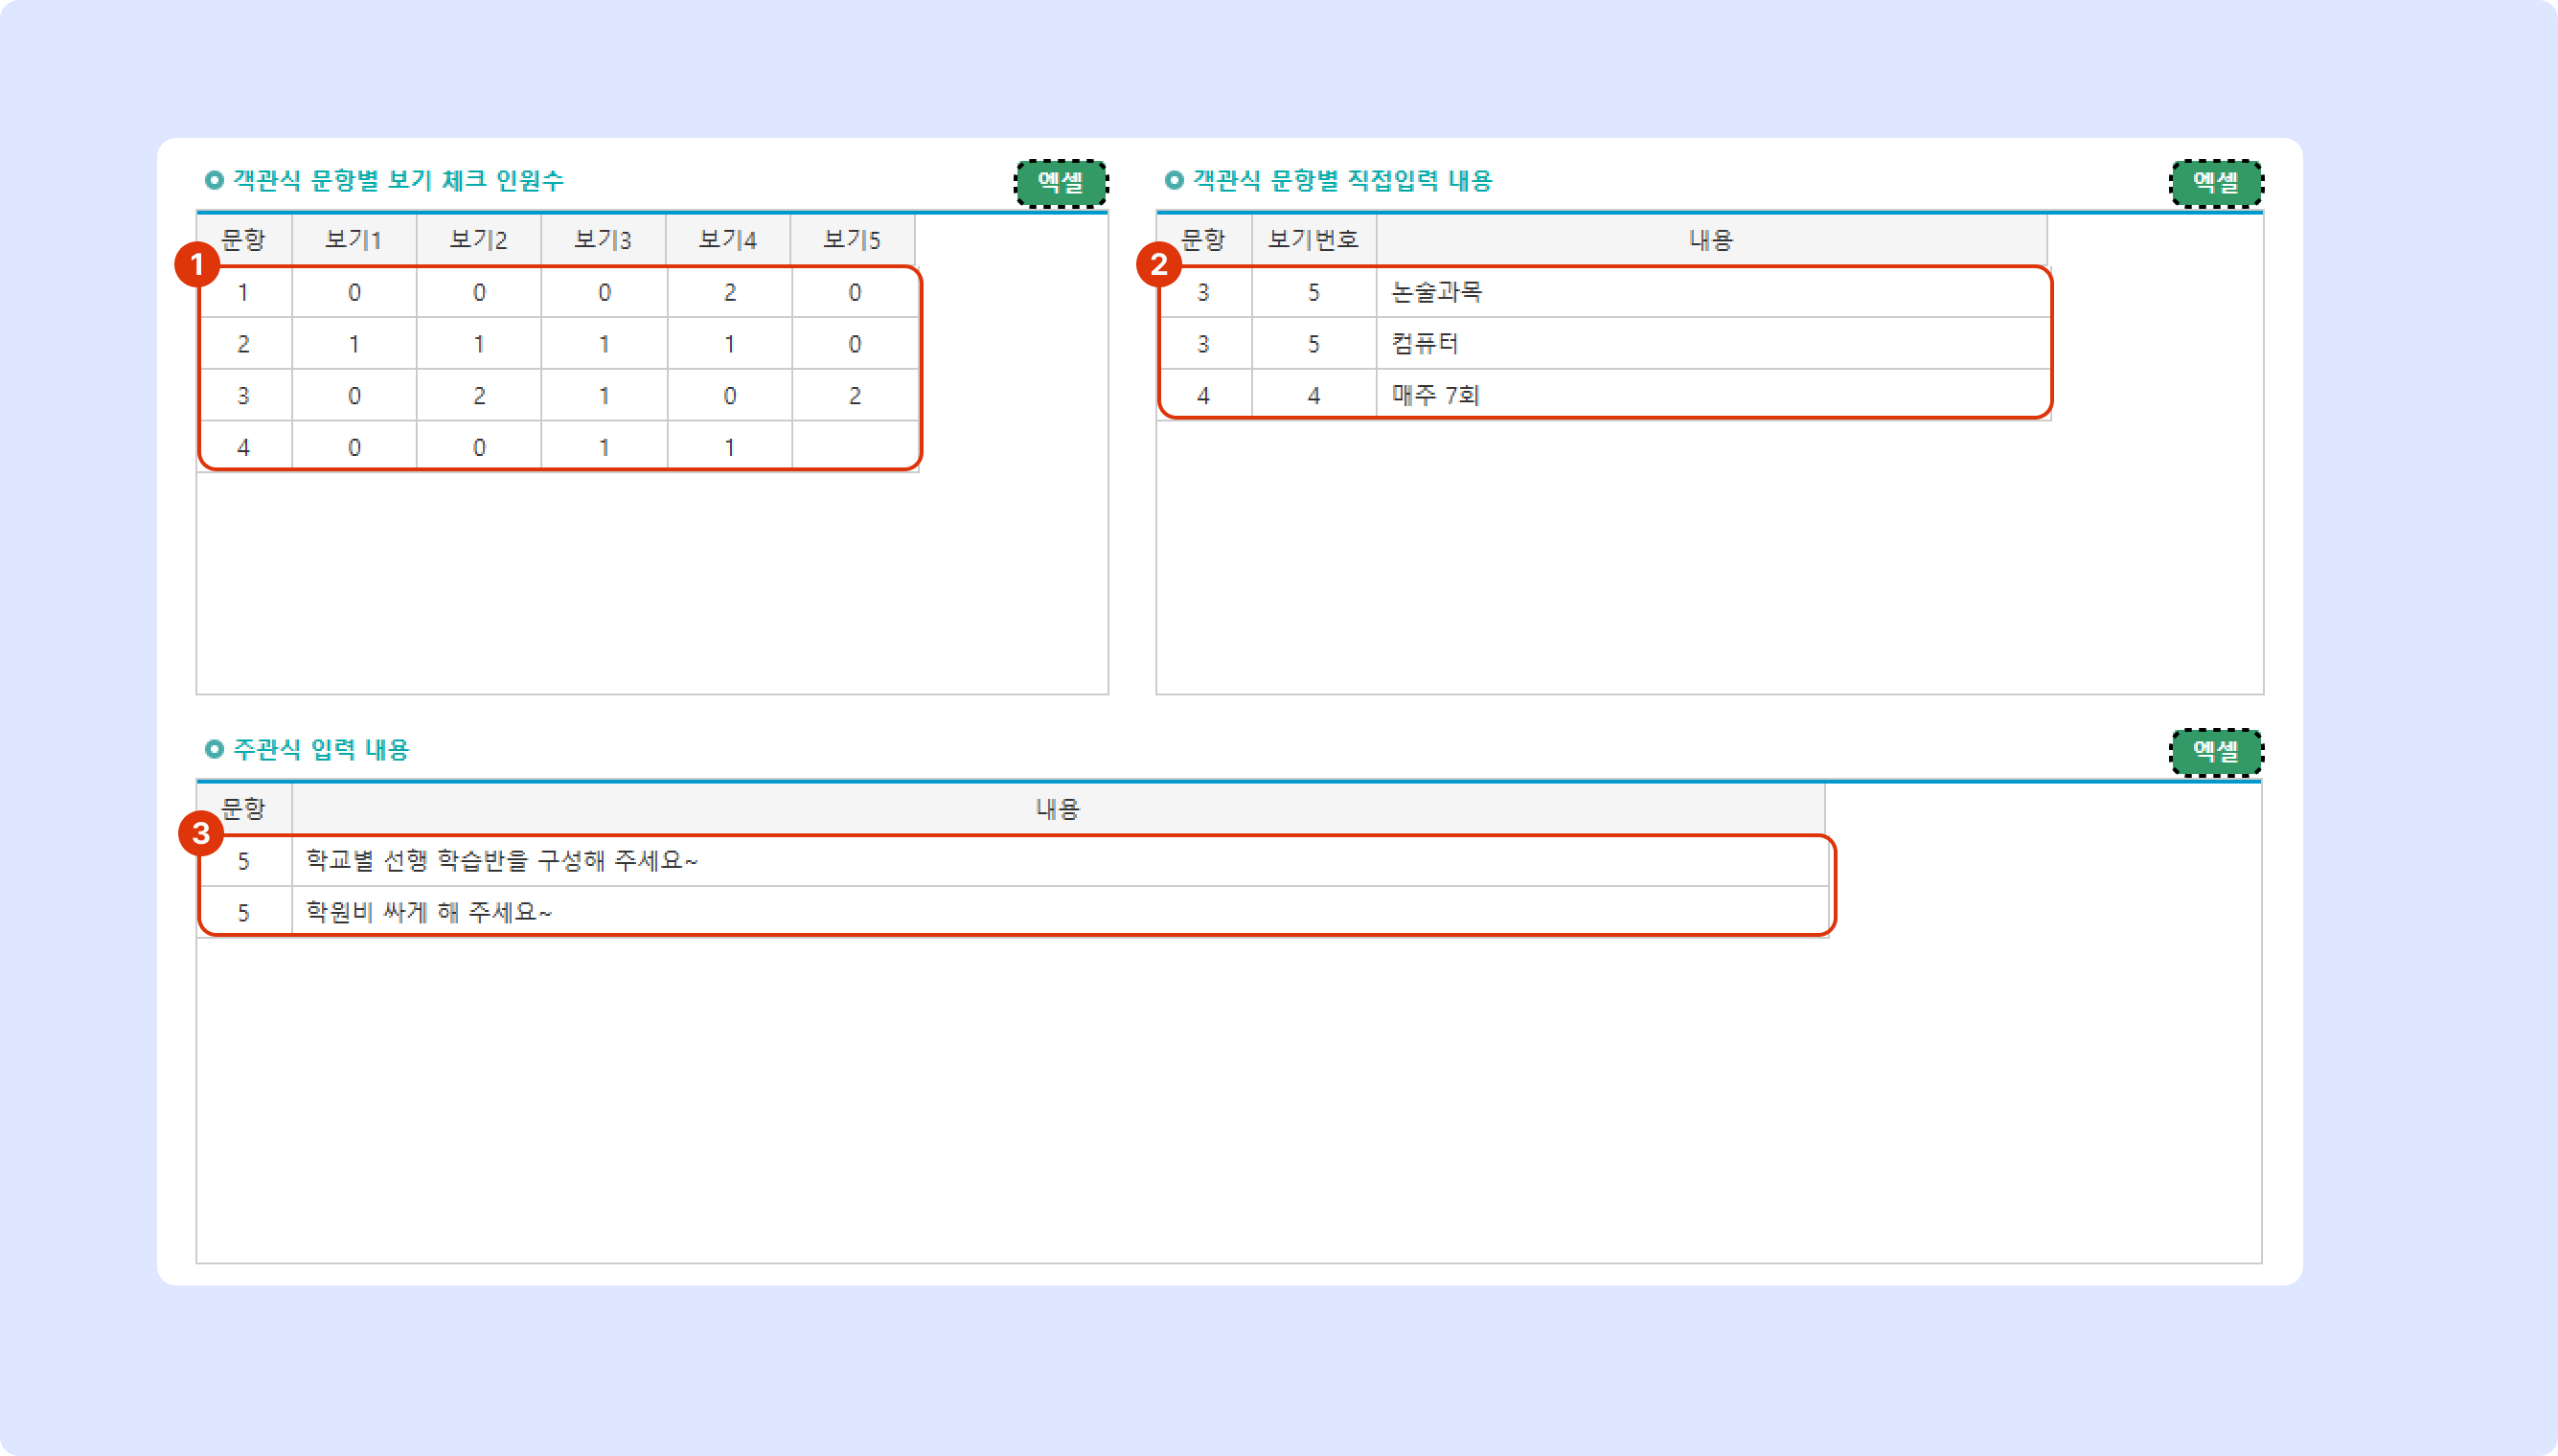 객관식 문항별 보기 체크 인원수
엑셀
문항 보기1 보기2 보기3 보기4 보기5
1
1 0 0 0 2 0
2 1 1 1 1 0
3 0 2 1 0 2
4 0 0 1 1
객관식 문항별 직접입력 내용
엑셀
문항 보기번호 내용
2
3 5 논술과목
3 5 컴퓨터
4 4 매주 7회
주관식 입력 내용
엑셀
문항 내용
3
5 학교별 선행 학습반을 구성해 주세요~
5 학원비 싸게 해 주세요~